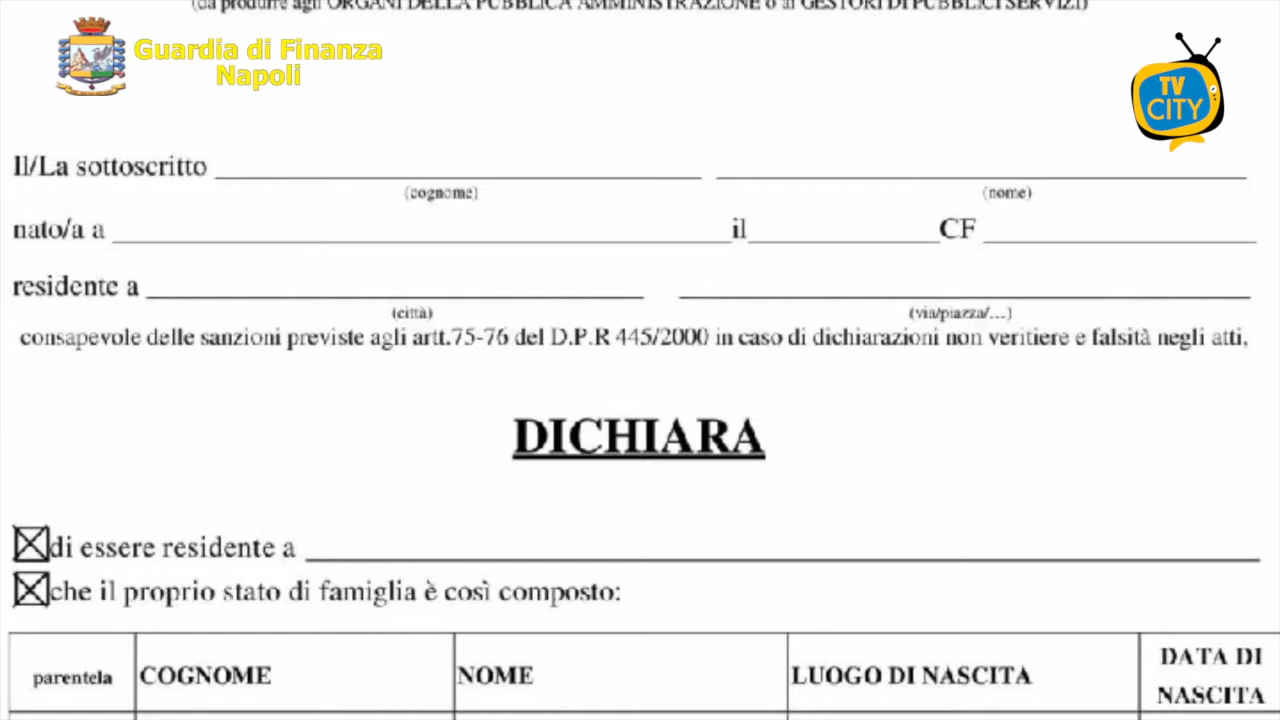 (da produrre agli ORGANI DELLA PUBBLICA AMMINISTRAZIONE o ai GESTORI DI PUBBLICI SERVIZI)
Guardia di Finanza
Napoli
TV
CITY
Il/La sottoscritto
(cognome) (nome)
nato/a a il CF
residente a
(città) (via/piazza/...)
consapevole delle sanzioni previste agli artt.75-76 del D.P.R 445/2000 in caso di dichiarazioni non veritiere e falsità negli atti,
DICHIARA
di essere residente a
che il proprio stato di famiglia è così composto:
parentela COGNOME NOME LUOGO DI NASCITA DATA DI NASCITA